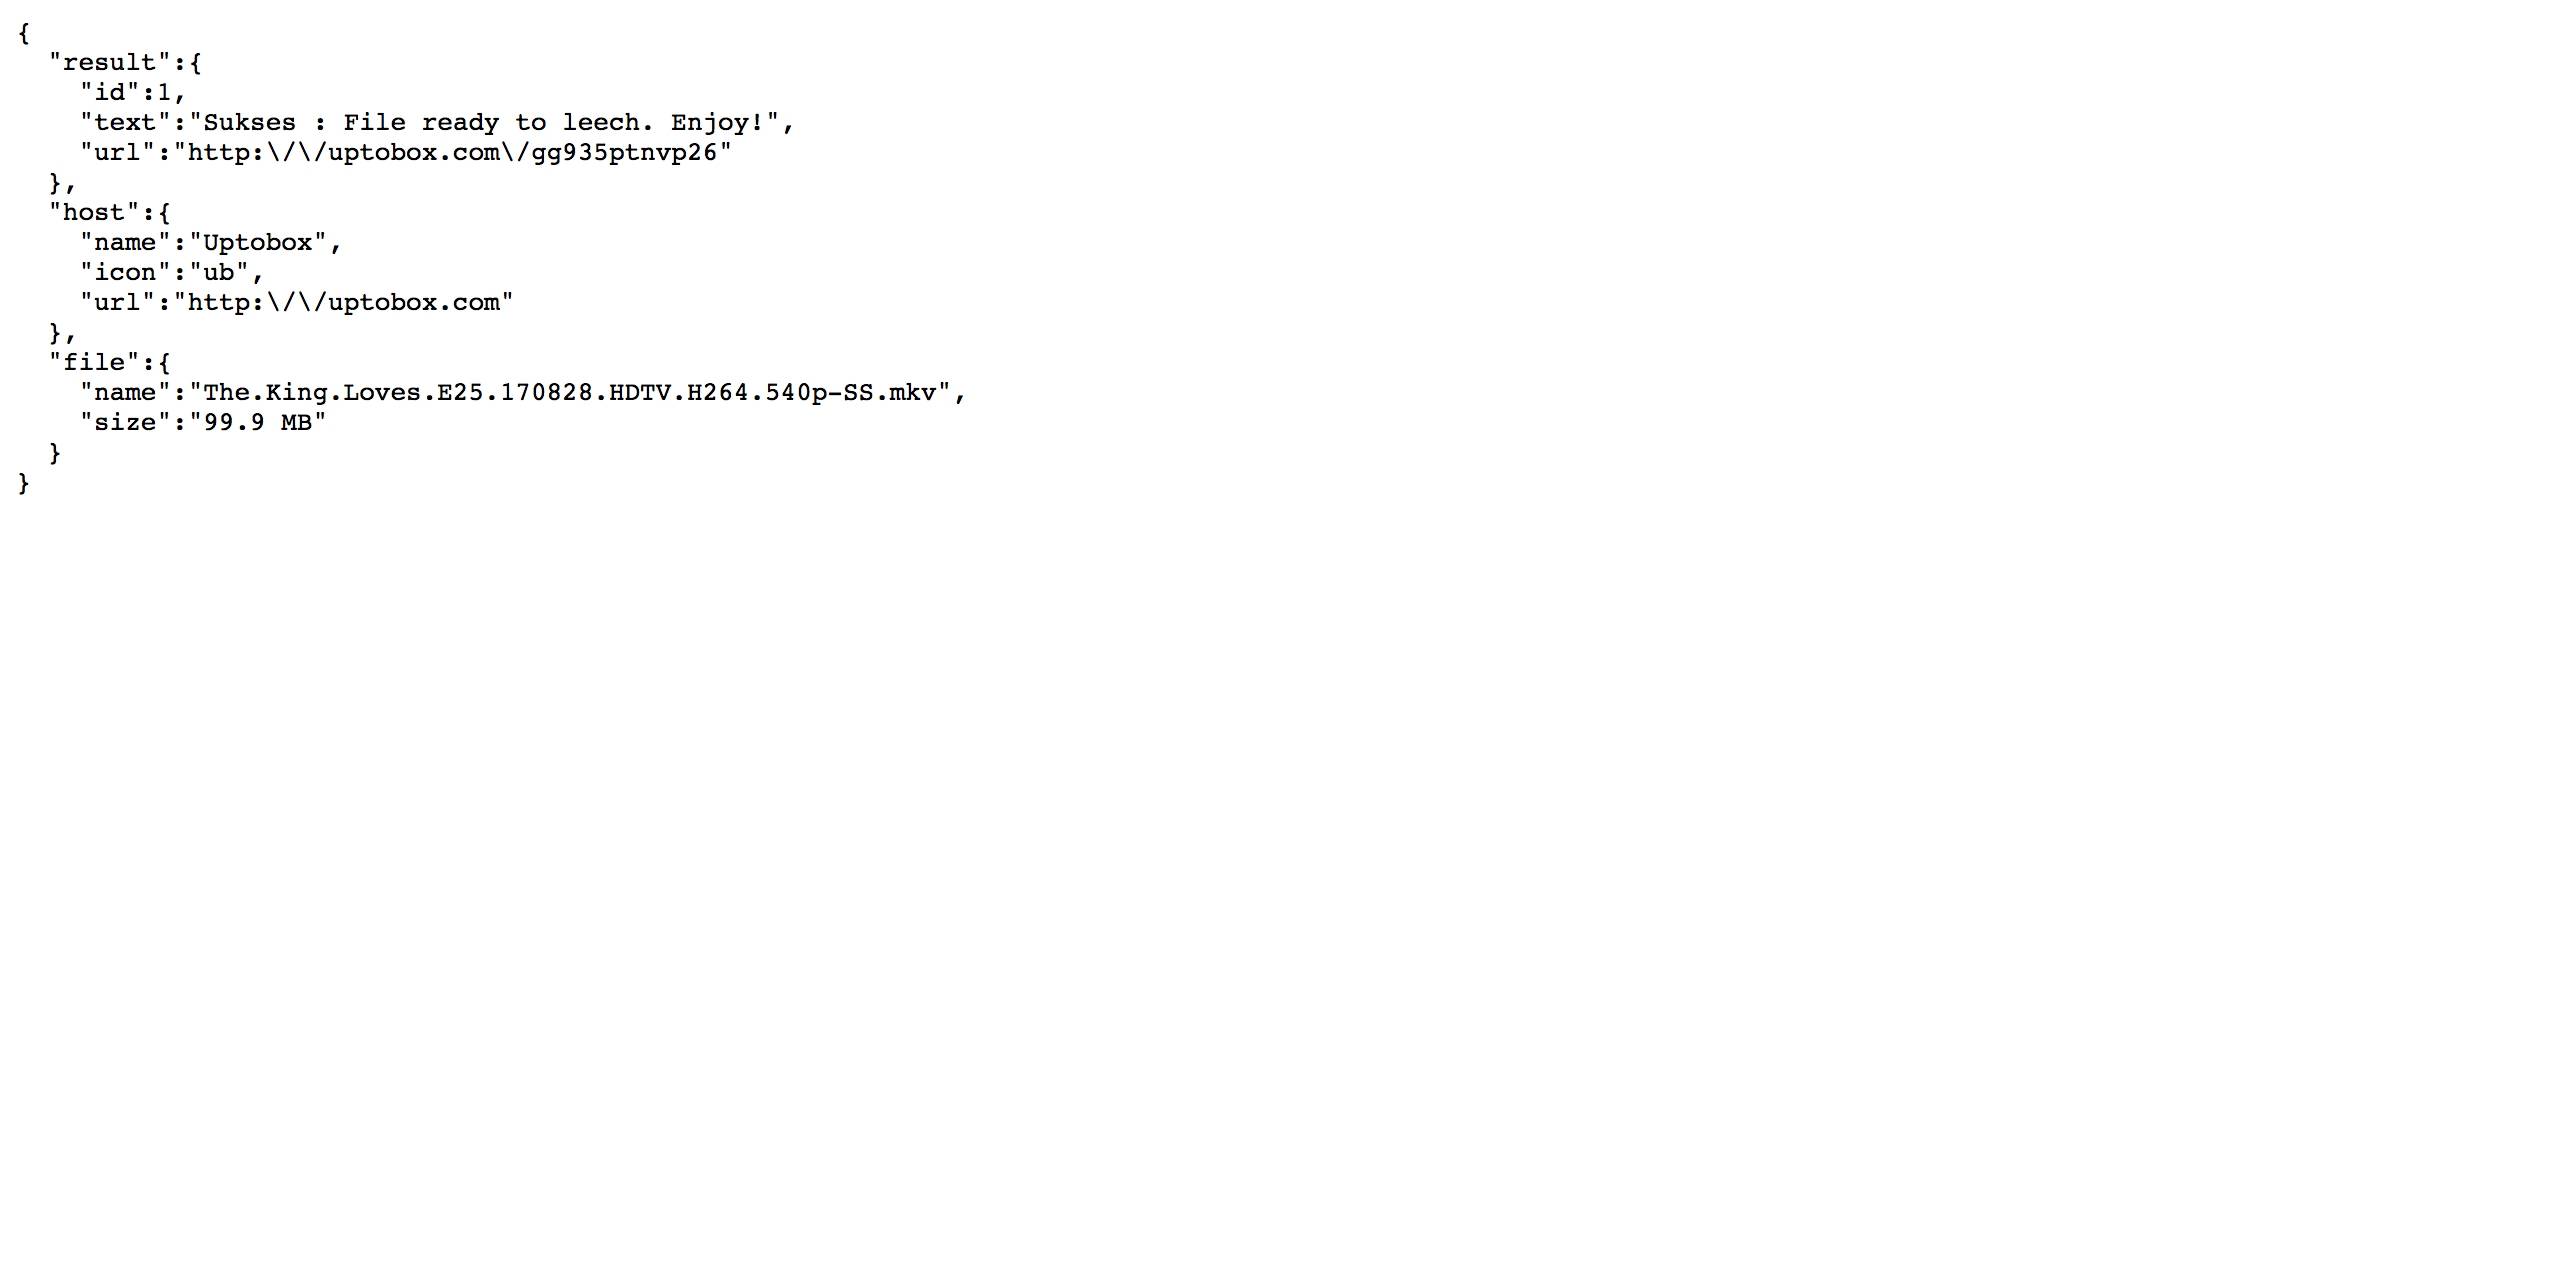 {
  "result":{
    "id":1,
    "text":"Sukses : File ready to leech. Enjoy!",
    "url":"http:\/\/uptobox.com\/gg935ptnvp26"
  },
  "host":{
    "name":"Uptobox",
    "icon":"ub",
    "url":"http:\/\/uptobox.com"
  },
  "file":{
    "name":"The.King.Loves.E25.170828.HDTV.H264.540p-SS.mkv",
    "size":"99.9 MB"
  }
}